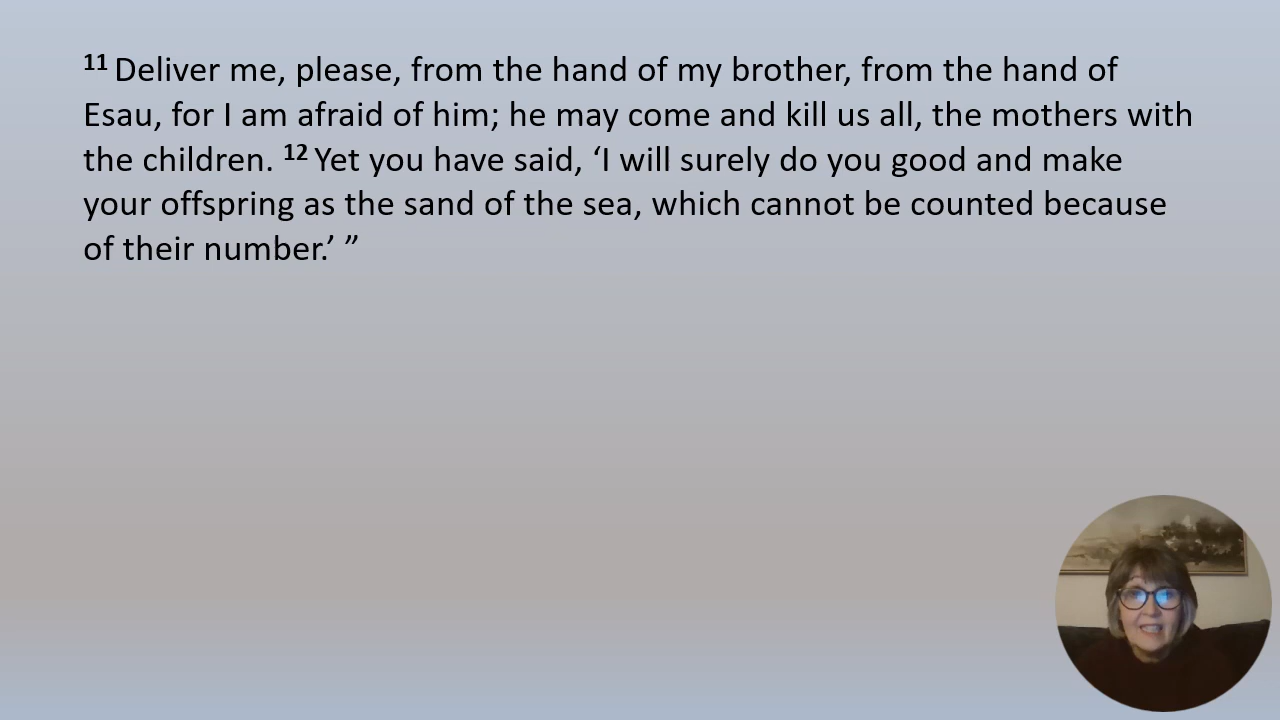 11 Deliver me, please, from the hand of my brother, from the hand of
Esau, for I am afraid of him; he may come and kill us all, the mothers with
the children. 12 Yet you have said, ‘I will surely do you good and make
your offspring as the sand of the sea, which cannot be counted because
of their number.’ ”